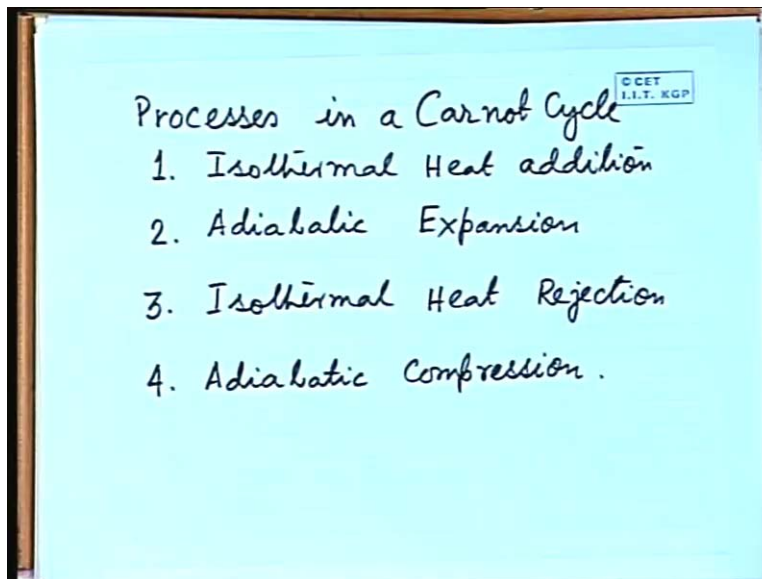 © CET
I.I.T. KGP
Processes in a Carnot Cycle
1. Isothermal Heat addition
2. Adiabatic Expansion
3. Isothermal Heat Rejection
4. Adiabatic Compression.